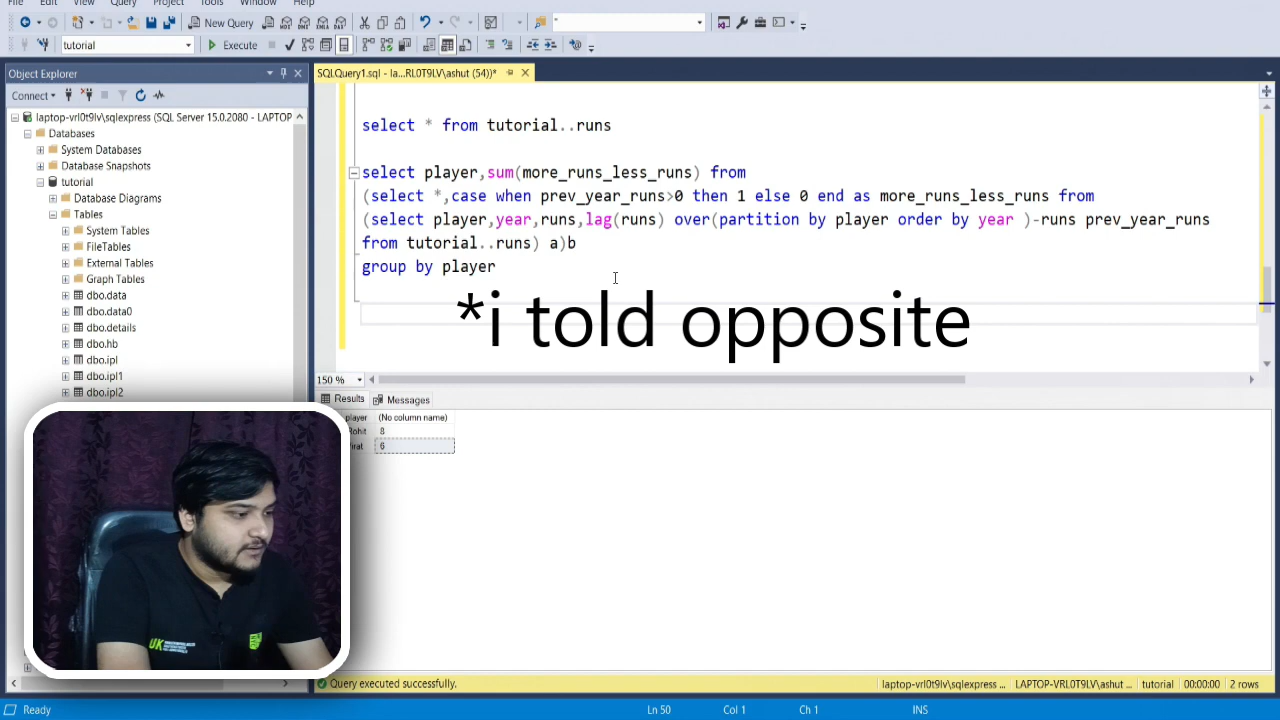 File Edit View Query Project Tools Window Help
New Query
tutorial Execute
Object Explorer
SQLQuery1.sql - la...RL0T9LV\ashut (54))*
Connect
laptop-vrl0t9lv\sqlexpress (SQL Server 15.0.2080 - LAPTOP
Databases
System Databases
Database Snapshots
tutorial
Database Diagrams
Tables
System Tables
FileTables
External Tables
Graph Tables
dbo.data
dbo.data0
dbo.details
dbo.hb
dbo.ipl
dbo.ipl1
dbo.ipl2
select * from tutorial..runs
select player,sum(more_runs_less_runs) from
(select *,case when prev_year_runs>0 then 1 else 0 end as more_runs_less_runs from
(select player,year,runs,lag(runs) over(partition by player order by year )-runs prev_year_runs
from tutorial..runs) a)b
group by player
*i told opposite
150 %
Results Messages
player (No column name)
Rohit 8
Virat 6
Query executed successfully.
laptop-vrl0t9lv\sqlexpress ... LAPTOP-VRL0T9LV\ashut ... tutorial 00:00:00 2 rows
Ready Ln 50 Col 1 Ch 1 INS